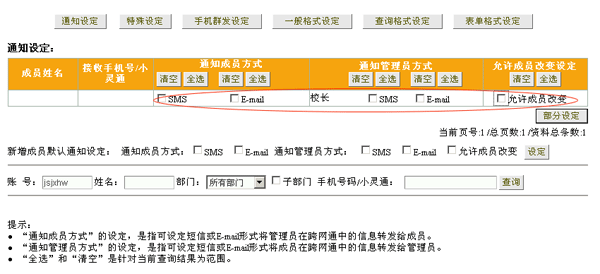 通知设定 特殊设定 手机群发设定 一般格式设定 查询格式设定 表单格式设定
通知设定：
成员姓名 接收手机号/小灵通 通知成员方式 通知管理员方式 允许成员改变设定
清空 全选 清空 全选 清空 全选 清空 全选 清空 全选
SMS E-mail 校长 SMS E-mail 允许成员改变
部分设定
当前页号:1 /总页数:1 /资料总条数:1
新增成员默认通知设定： 通知成员方式： SMS E-mail 通知管理员方式： SMS E-mail 允许成员改变 设定
账 号： jsjxhw 姓名： 部门： 所有部门 子部门 手机号码/小灵通： 查询
提示：
● “通知成员方式”的设定，是指可设定短信或E-mail形式将管理员在跨网通中的信息转发给成员。
● “通知管理员方式”的设定，是指可设定短信或E-mail形式将成员在跨网通中的信息转发给管理员。
● “全选”和“清空”是针对当前查询结果为范围。